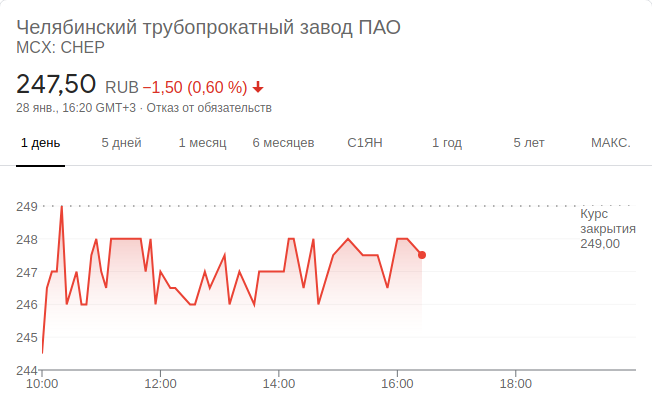 Челябинский трубопрокатный завод ПАО
MCX: CHEP
247,50 RUB −1,50 (0,60 %)
28 янв., 16:20 GMT+3 · Отказ от обязательств
1 день 5 дней 1 месяц 6 месяцев С1ЯН 1 год 5 лет МАКС.
249
Курс
закрытия
249,00
248
247
246
245
244
10:00 12:00 14:00 16:00 18:00